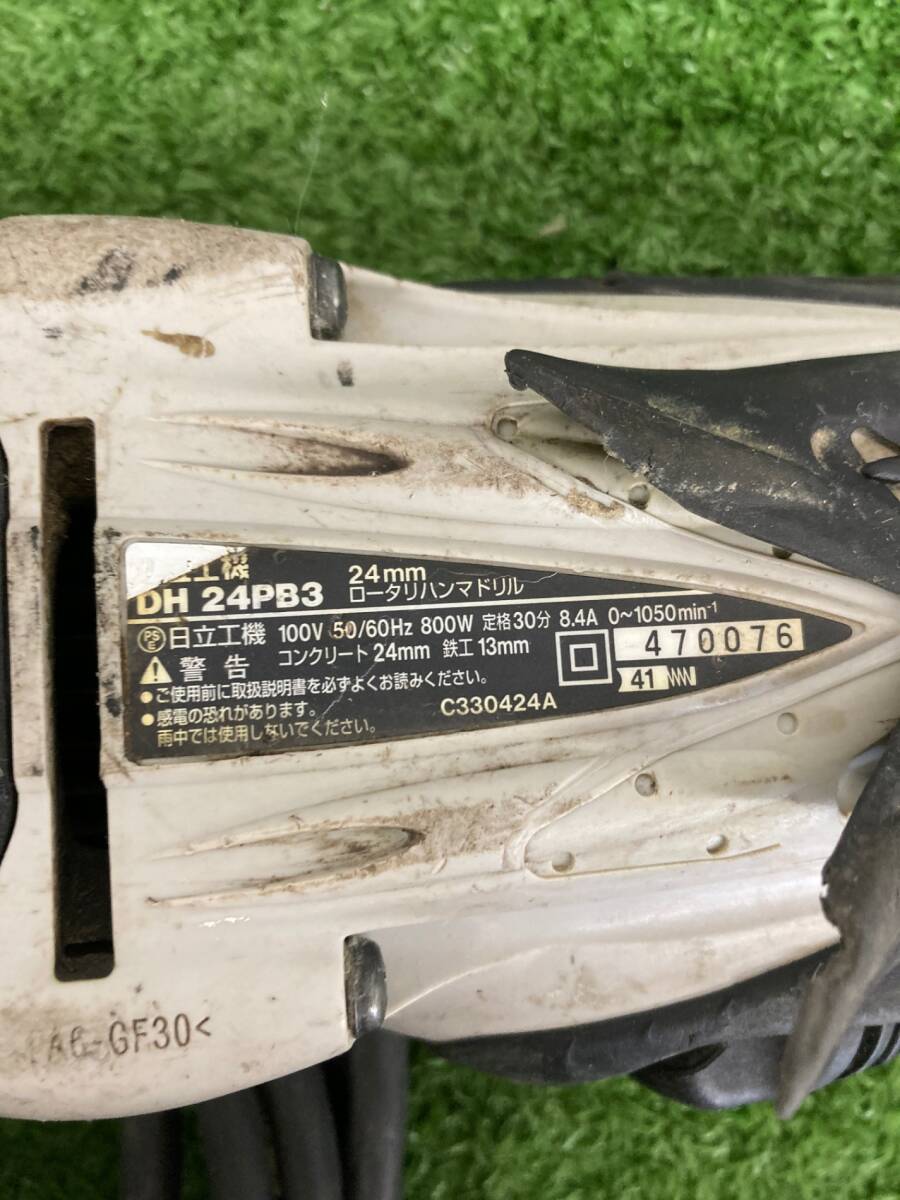 工機
DH 24PB3
24mm
ロータリハンマドリル
PS E 日立工機 100V 50/60Hz 800W 定格30分 8.4A 0~1050min⁻¹
コンクリート24mm 鉄工13mm
470076
警告
41
●ご使用前に取扱説明書を必ずよくお読みください。
●感電の恐れがあります。
雨中では使用しないでください。
C330424A
GF30<